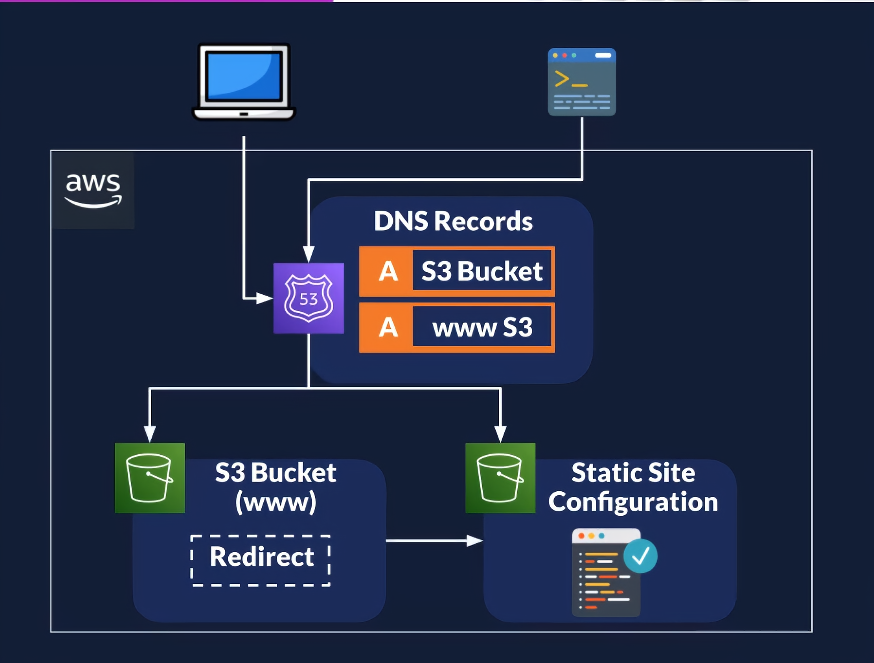 >_
aws
DNS Records
A S3 Bucket
A www S3
53
S3 Bucket
(www)
Redirect
Static Site
Configuration